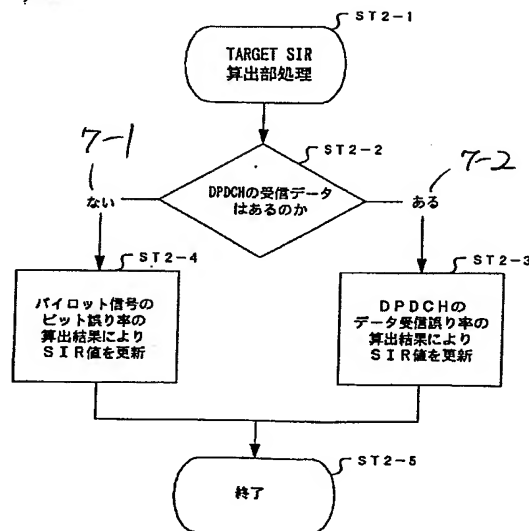 ST2-1
TARGET SIR
算出部処理
ST2-2
DPDCHの受信データ
はあるのか
7-1
ない
7-2
ある
ST2-4
パイロット信号の
ビット誤り率の
算出結果により
SIR値を更新
ST2-3
DPDCHの
データ受信誤り率の
算出結果により
SIR値を更新
ST2-5
終了